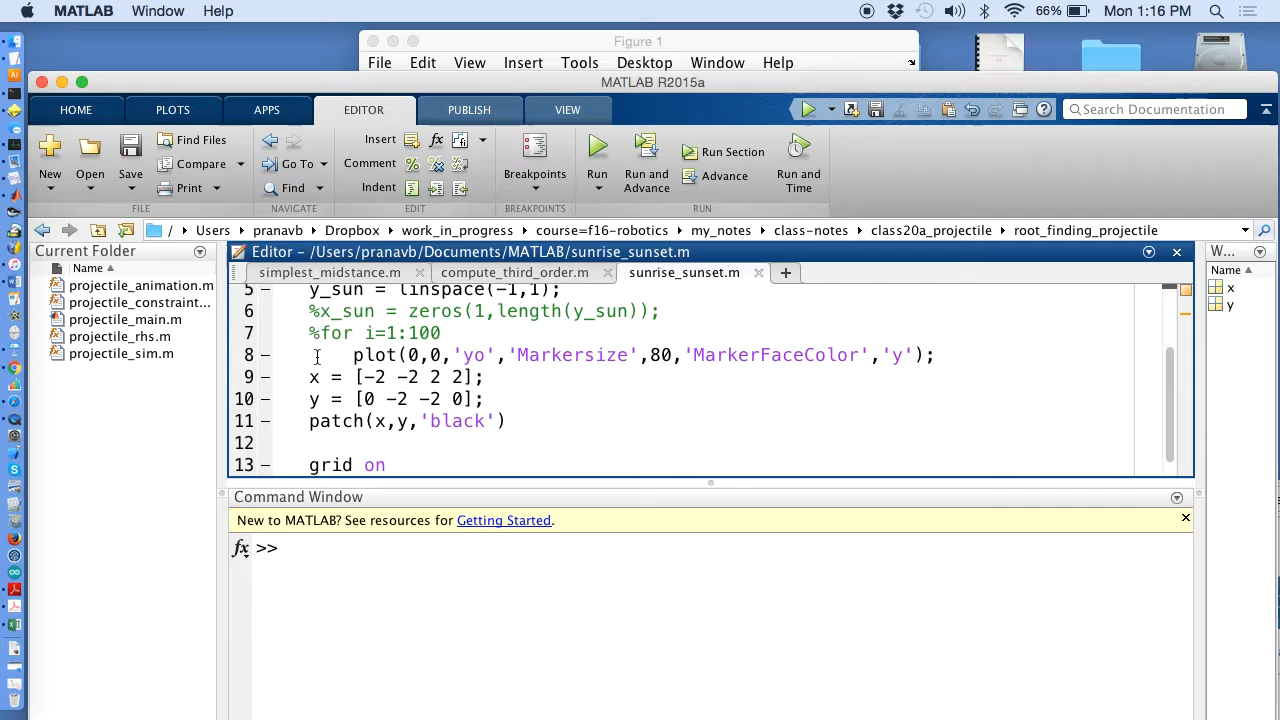 MATLAB Window Help 66% Mon 1:16 PM
Figure 1
File Edit View Insert Tools Desktop Window Help
MATLAB R2015a
HOME PLOTS APPS EDITOR PUBLISH VIEW Search Documentation
New Open Save Find Files Compare Print Insert Comment Indent Go To Find Breakpoints Run Run and Advance Run Section Advance Run and Time
FILE NAVIGATE EDIT BREAKPOINTS RUN
/ Users pranavb Dropbox work_in_progress course=f16-robotics my_notes class-notes class20a_projectile root_finding_projectile
Current Folder
Name
projectile_animation.m
projectile_constraint...
projectile_main.m
projectile_rhs.m
projectile_sim.m
Editor - /Users/pranavb/Documents/MATLAB/sunrise_sunset.m
simplest_midstance.m compute_third_order.m sunrise_sunset.m
5 y_sun = linspace(-1,1);
6 %x_sun = zeros(1,length(y_sun));
7 %for i=1:100
8 plot(0,0,'yo','Markersize',80,'MarkerFaceColor','y');
9 x = [-2 -2 2 2];
10 y = [0 -2 -2 0];
11 patch(x,y,'black')
12
13 grid on
Command Window
New to MATLAB? See resources for Getting Started.
fx >>
W...
Name
x
y